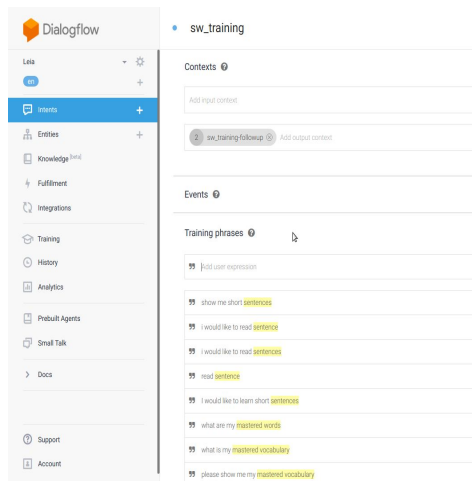 Dialogflow
Leia
en
Intents
Entities
Knowledge [beta]
Fulfillment
Integrations
Training
History
Analytics
Prebuilt Agents
Small Talk
Docs
Support
Account
sw_training
Contexts
Add input context
2 sw_training-followup Add output context
Events
Training phrases
Add user expression
show me short sentences
i would like to read sentence
i would like to read sentences
read sentence
I would like to learn short sentences
what are my mastered words
what is my mastered vocabulary
please show me my mastered vocabulary